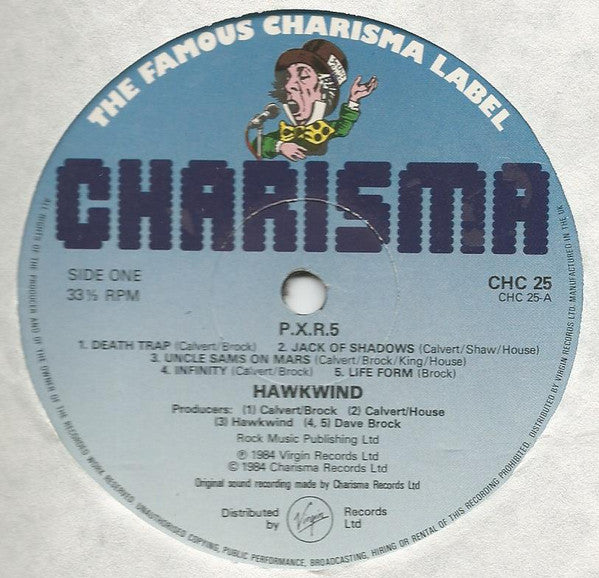 THE FAMOUS CHARISMA LABEL
CHARISMA
SIDE ONE
33⅓ RPM
CHC 25
CHC 25-A
P.X.R.5
1. DEATH TRAP (Calvert/Brock) 2. JACK OF SHADOWS (Calvert/Shaw/House)
3. UNCLE SAMS ON MARS (Calvert/Brock/King/House)
4. INFINITY (Calvert/Brock) 5. LIFE FORM (Brock)
HAWKWIND
Producers: (1) Calvert/Brock (2) Calvert/House
(3) Hawkwind (4, 5) Dave Brock
Rock Music Publishing Ltd
℗ 1984 Virgin Records Ltd
© 1984 Charisma Records Ltd
Original sound recording made by Charisma Records Ltd
Distributed by Virgin Records Ltd
ALL RIGHTS OF THE PRODUCER AND OF THE OWNER OF THE RECORDED WORK RESERVED. UNAUTHORISED COPYING, PUBLIC PERFORMANCE, BROADCASTING, HIRING OR RENTAL OF THIS RECORDING PROHIBITED. DISTRIBUTED BY VIRGIN RECORDS LTD. MANUFACTURED IN THE UK